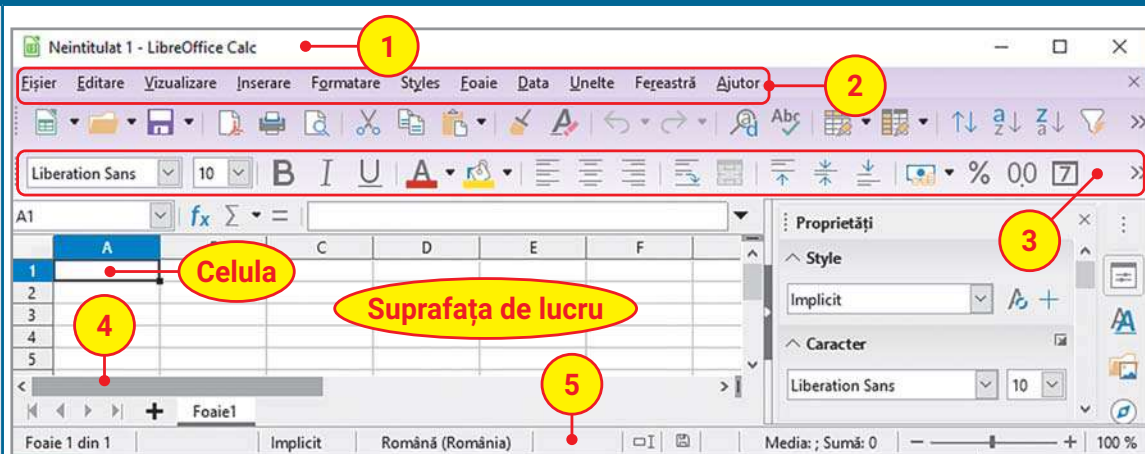 Neintitulat 1 - LibreOffice Calc
1
Fișier Editare Vizualizare Inserare Formatare Styles Foaie Data Unelte Fereastră Ajutor
2
Abc
a z
Z a
Liberation Sans 10 B I U A % 0,0 7
3
A1 fx Σ =
Proprietăți
A C D E F
Style
1
Celula
2
Implicit
3
Suprafața de lucru
4
4
Caracter
5
5
Liberation Sans 10
Foaie1
Foaie 1 din 1 Implicit Română (România) Media: ; Sumă: 0 100 %